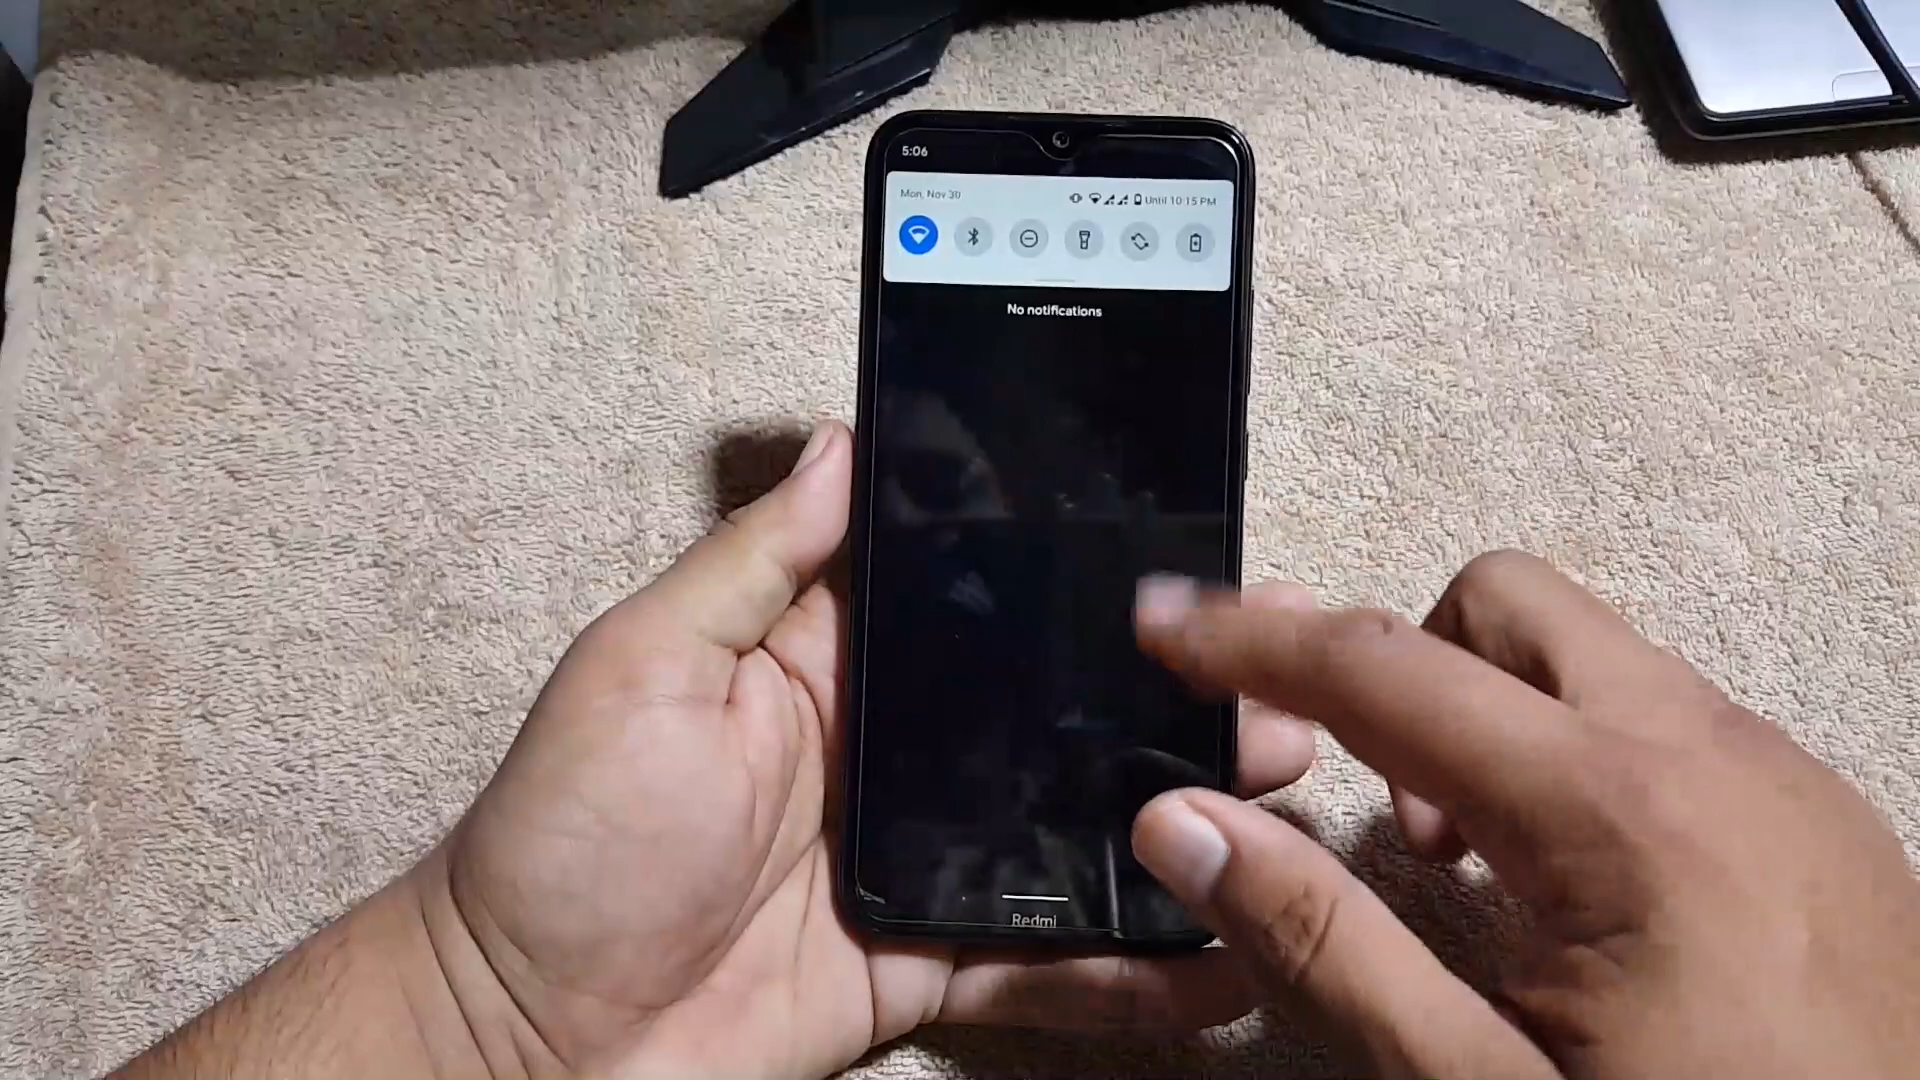 5:06
Mon, Nov 30
Until 10:15 PM
No notifications
Redmi